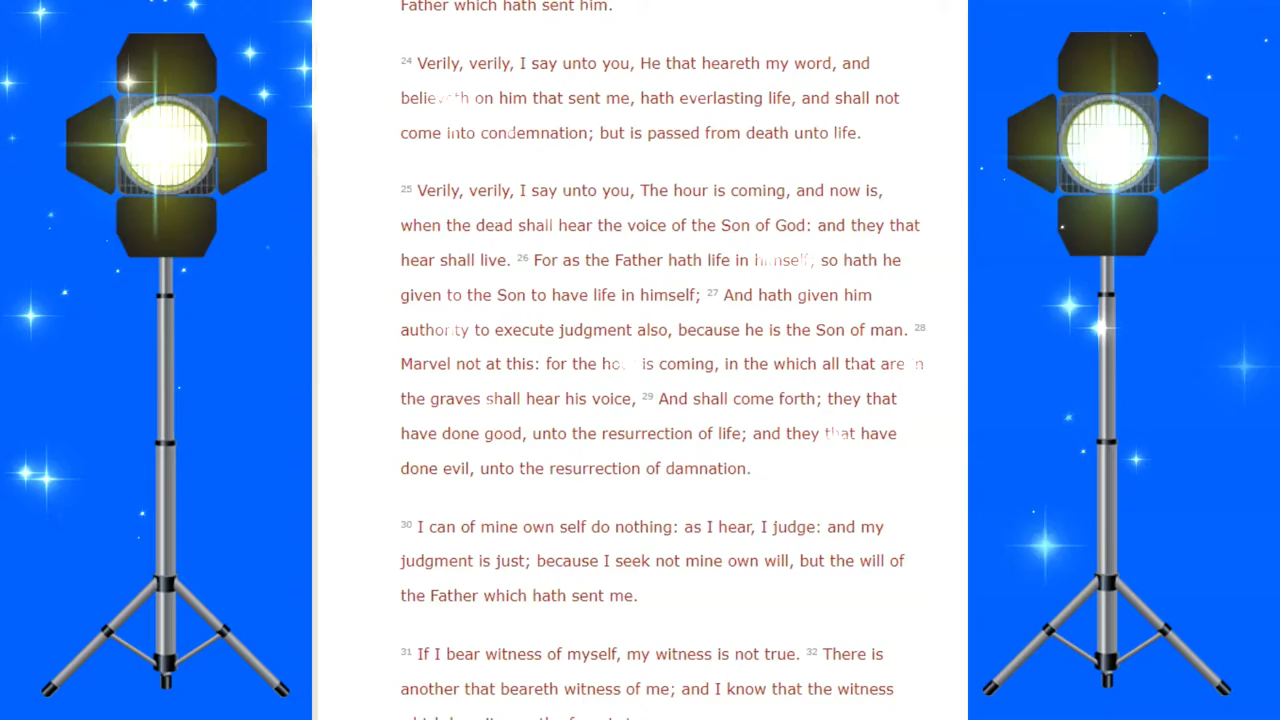 Father which hath sent him.
24 Verily, verily, I say unto you, He that heareth my word, and
believeth on him that sent me, hath everlasting life, and shall not
come into condemnation; but is passed from death unto life.
25 Verily, verily, I say unto you, The hour is coming, and now is,
when the dead shall hear the voice of the Son of God: and they that
hear shall live. 26 For as the Father hath life in himself; so hath he
given to the Son to have life in himself; 27 And hath given him
authority to execute judgment also, because he is the Son of man. 28
Marvel not at this: for the hour is coming, in the which all that are in
the graves shall hear his voice, 29 And shall come forth; they that
have done good, unto the resurrection of life; and they that have
done evil, unto the resurrection of damnation.
30 I can of mine own self do nothing: as I hear, I judge: and my
judgment is just; because I seek not mine own will, but the will of
the Father which hath sent me.
31 If I bear witness of myself, my witness is not true. 32 There is
another that beareth witness of me; and I know that the witness